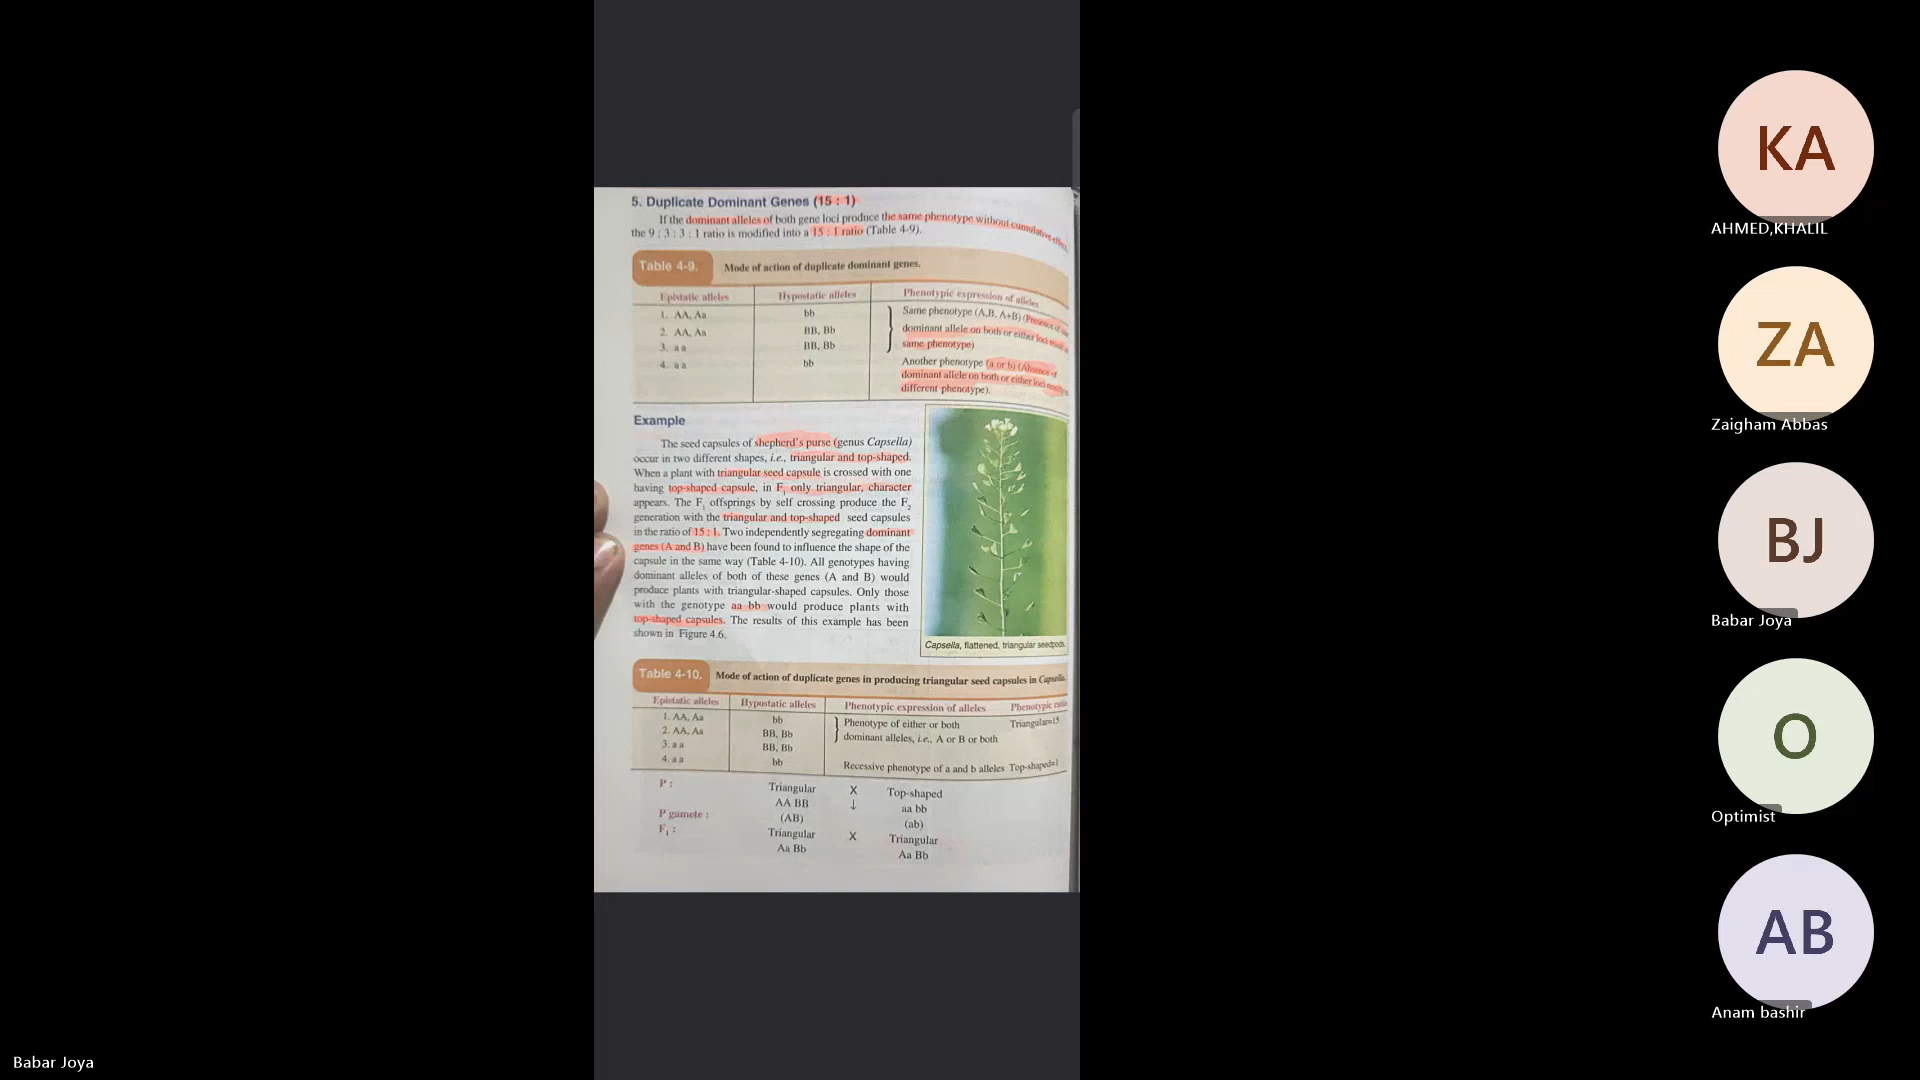 5. Duplicate Dominant Genes (15 : 1)
If the dominant alleles of both gene loci produce the same phenotype without cumulative effect,
the 9 : 3 : 3 : 1 ratio is modified into a 15 : 1 ratio (Table 4-9).
Table 4-9. Mode of action of duplicate dominant genes.
Epistatic alleles Hypostatic alleles Phenotypic expression of alleles
1. AA, Aa bb Same phenotype (A,B, A+B) (Presence of one
2. AA, Aa BB, Bb dominant allele on both or either loci result
3. a a BB, Bb same phenotype)
4. a a bb Another phenotype (a or b) (Absence of
dominant allele on both or either loci results
different phenotype).
Example
The seed capsules of shepherd's purse (genus Capsella)
occur in two different shapes, i.e., triangular and top-shaped.
When a plant with triangular seed capsule is crossed with one
having top-shaped capsule, in F1 only triangular, character
appears. The F1 offsprings by self crossing produce the F2
generation with the triangular and top-shaped seed capsules
in the ratio of 15 : 1. Two independently segregating dominant
genes (A and B) have been found to influence the shape of the
capsule in the same way (Table 4-10). All genotypes having
dominant alleles of both of these genes (A and B) would
produce plants with triangular-shaped capsules. Only those
with the genotype aa bb would produce plants with
top-shaped capsules. The results of this example has been
shown in Figure 4.6.
Capsella, flattened, triangular seedpods.
Table 4-10. Mode of action of duplicate genes in producing triangular seed capsules in Capsella.
Epistatic alleles Hypostatic alleles Phenotypic expression of alleles Phenotypic ratio
1. AA, Aa bb Phenotype of either or both Triangular=15
2. AA, Aa BB, Bb dominant alleles, i.e., A or B or both
3. a a BB, Bb
4. a a bb Recessive phenotype of a and b alleles Top-shaped=1
P : Triangular X Top-shaped
AA BB ↓ aa bb
P gamete : (AB) (ab)
F1 : Triangular X Triangular
Aa Bb Aa Bb
KA
AHMED,KHALIL
ZA
Zaigham Abbas
BJ
Babar Joya
O
Optimist
AB
Anam bashir
Babar Joya